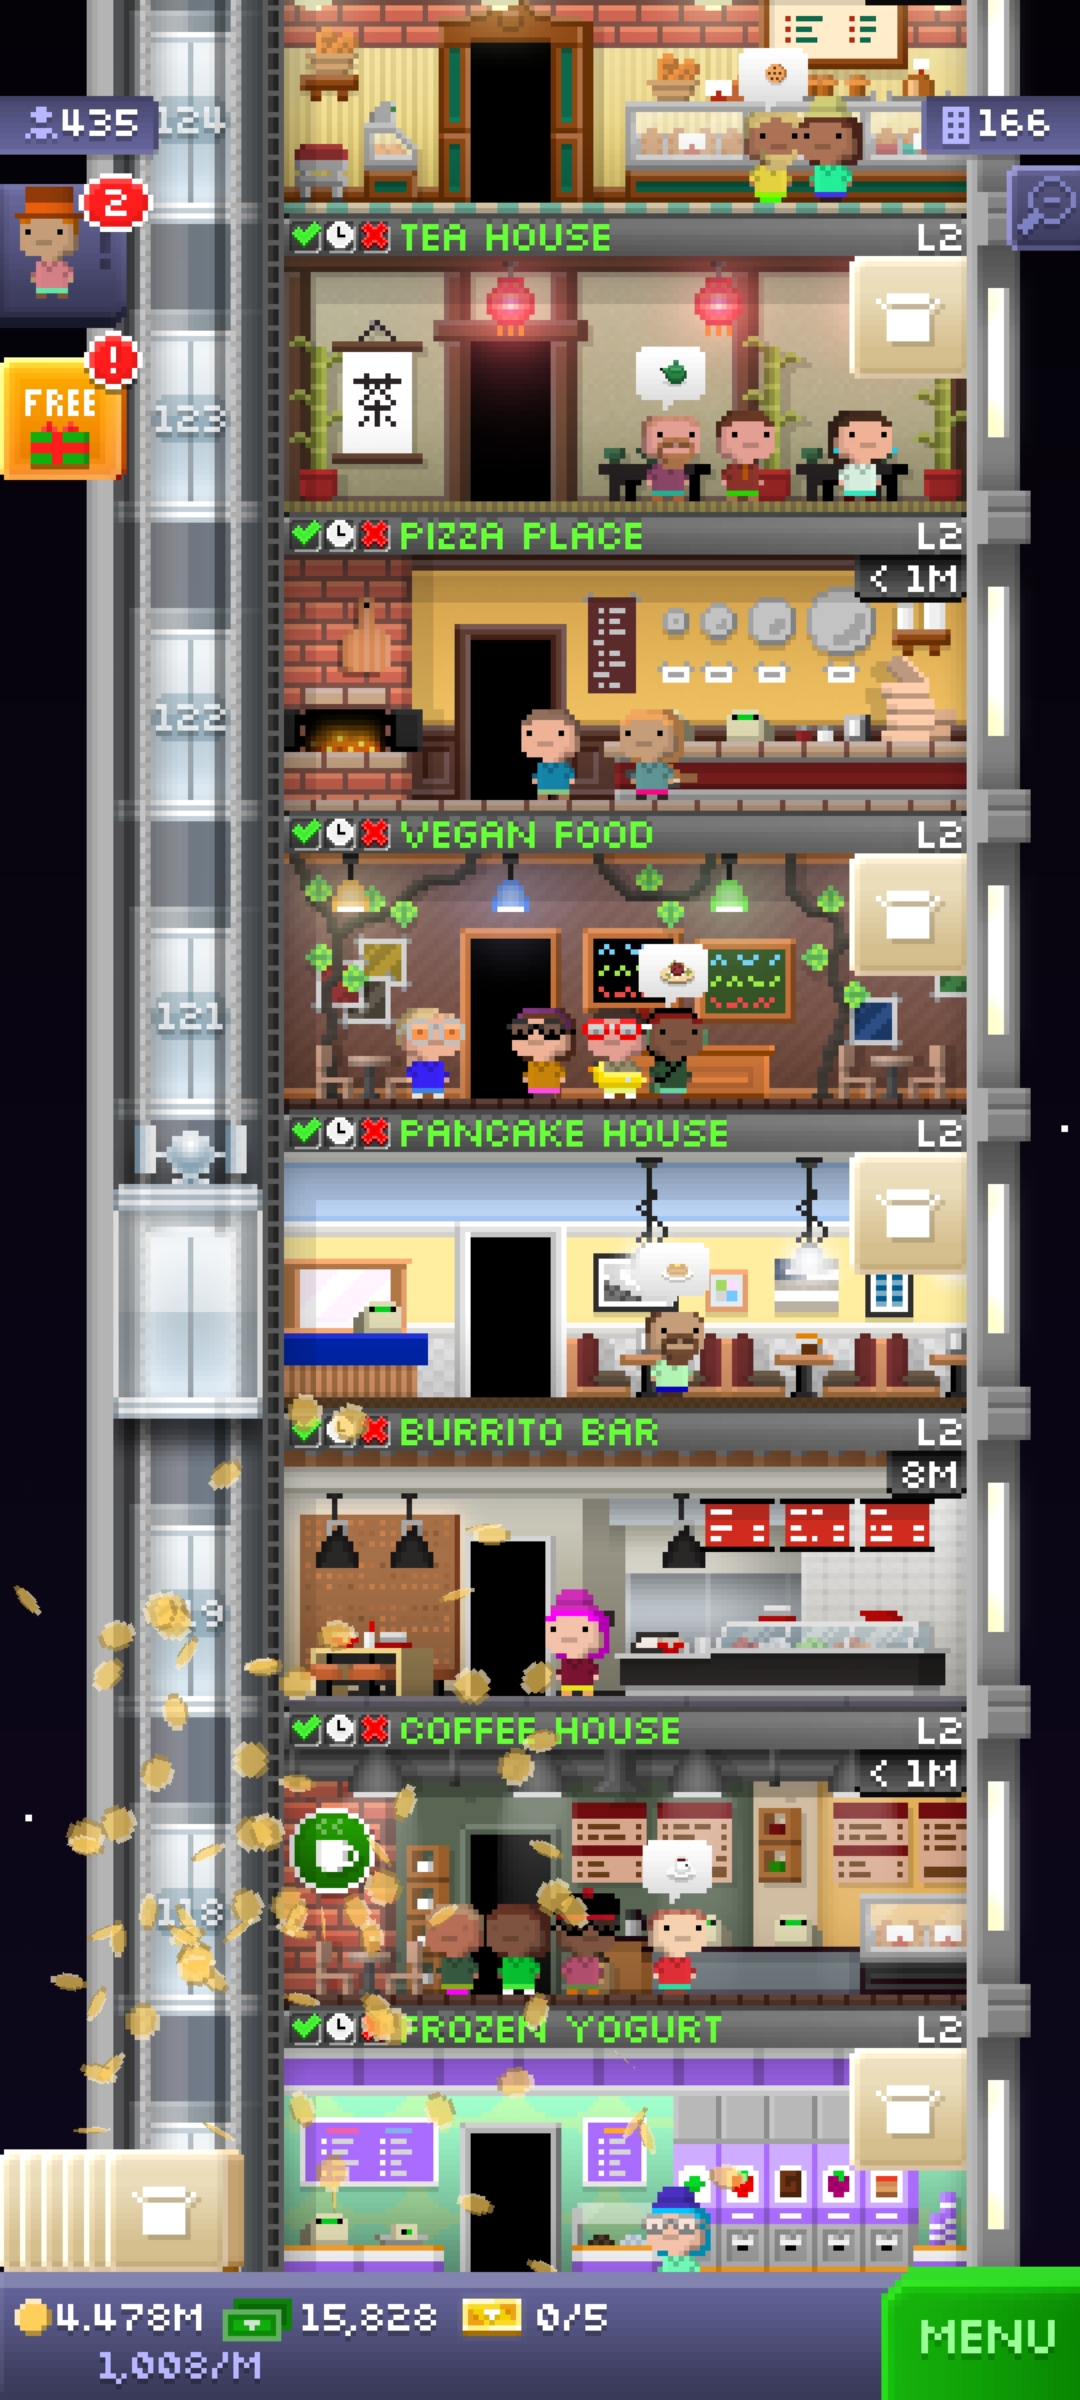 124
435
166
2
TEA HOUSE L2
!
FREE
茶
123
PIZZA PLACE L2
< 1M
122
VEGAN FOOD L2
121
PANCAKE HOUSE L2
BURRITO BAR L2
8M
COFFEE HOUSE L2
< 1M
118
FROZEN YOGURT L2
4.478M 15,828 0/5
1,008/M
MENU